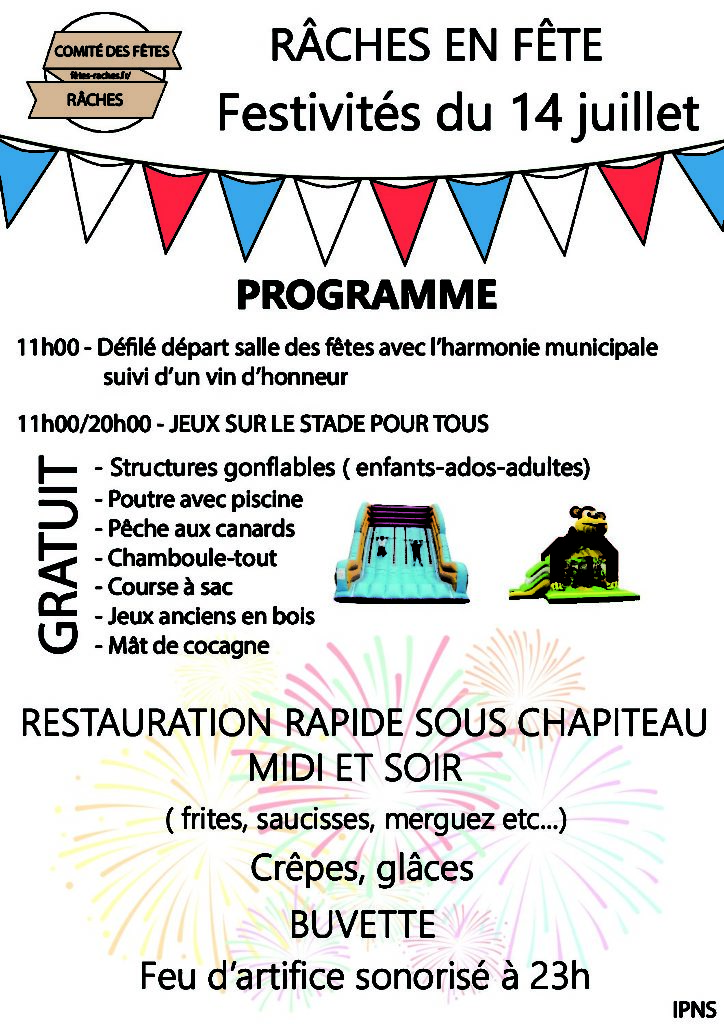 COMITÉ DES FÊTES
fêtes-raches.fr/
RÂCHES
RÂCHES EN FÊTE
Festivités du 14 juillet
PROGRAMME
11h00 - Défilé départ salle des fêtes avec l’harmonie municipale
suivi d’un vin d’honneur
11h00/20h00 - JEUX SUR LE STADE POUR TOUS
GRATUIT
- Structures gonflables ( enfants-ados-adultes)
- Poutre avec piscine
- Pêche aux canards
- Chamboule-tout
- Course à sac
- Jeux anciens en bois
- Mât de cocagne
RESTAURATION RAPIDE SOUS CHAPITEAU
MIDI ET SOIR
( frites, saucisses, merguez etc...)
Crêpes, glâces
BUVETTE
Feu d’artifice sonorisé à 23h
IPNS